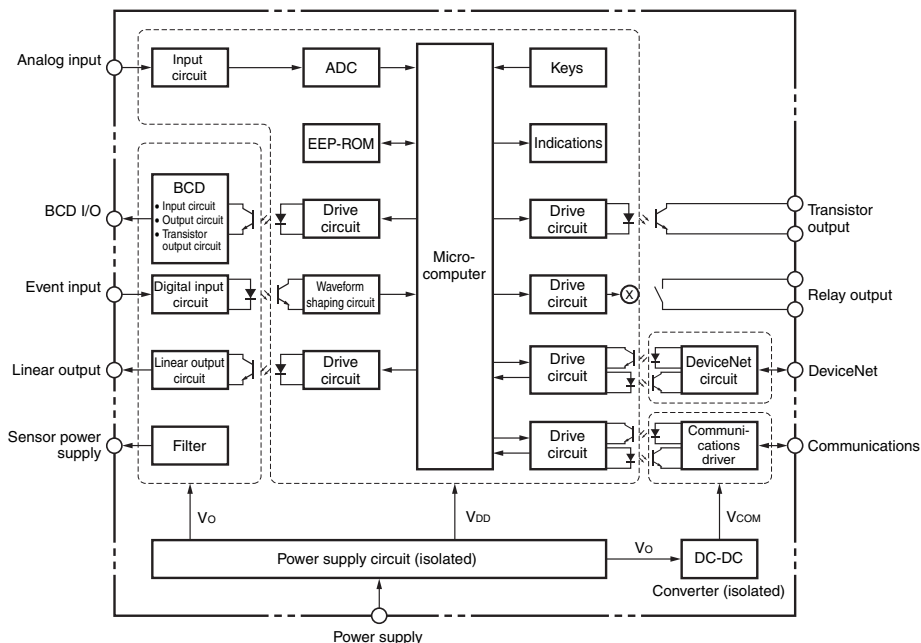 Analog input
Input
circuit
ADC
Keys
EEP-ROM
Indications
BCD I/O
BCD
• Input circuit
• Output circuit
• Transistor
output circuit
Drive
circuit
Micro-
computer
Drive
circuit
Transistor
output
Event input
Digital input
circuit
Waveform
shaping circuit
Drive
circuit
X
Relay output
Linear output
Linear output
circuit
Drive
circuit
Drive
circuit
DeviceNet
circuit
DeviceNet
Sensor power
supply
Filter
Drive
circuit
Communi-
cations
driver
Communications
VO
VDD
VCOM
Power supply circuit (isolated)
VO
DC-DC
Converter (isolated)
Power supply